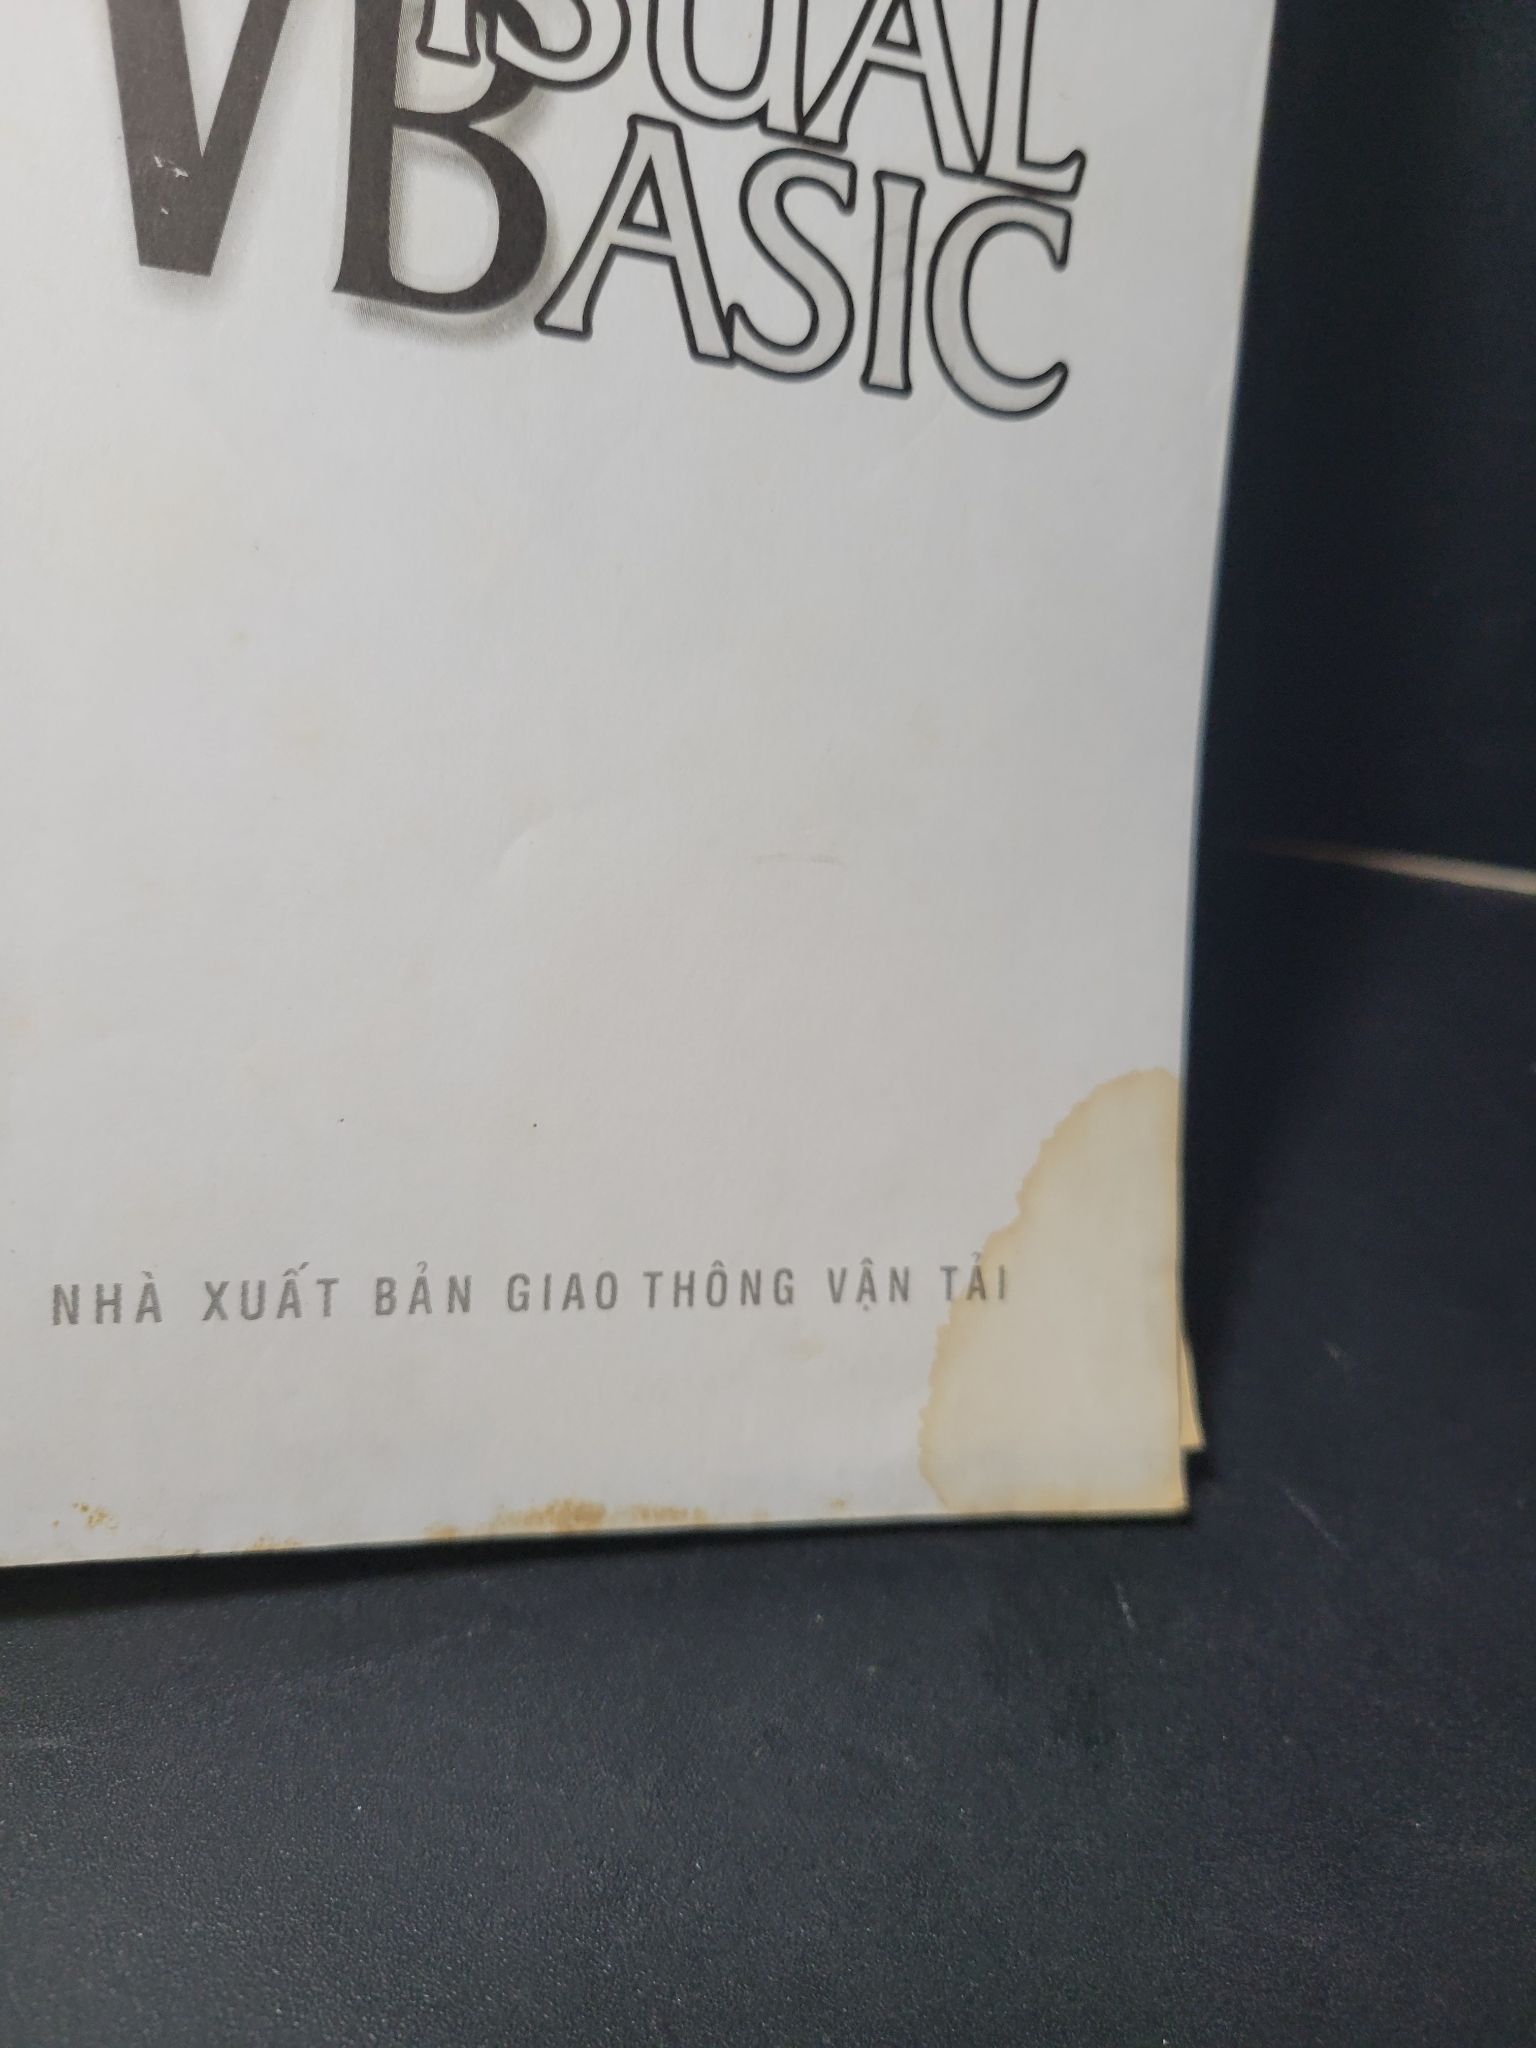 VISUAL
BASIC
NHÀ XUẤT BẢN GIAO THÔNG VẬN TẢI